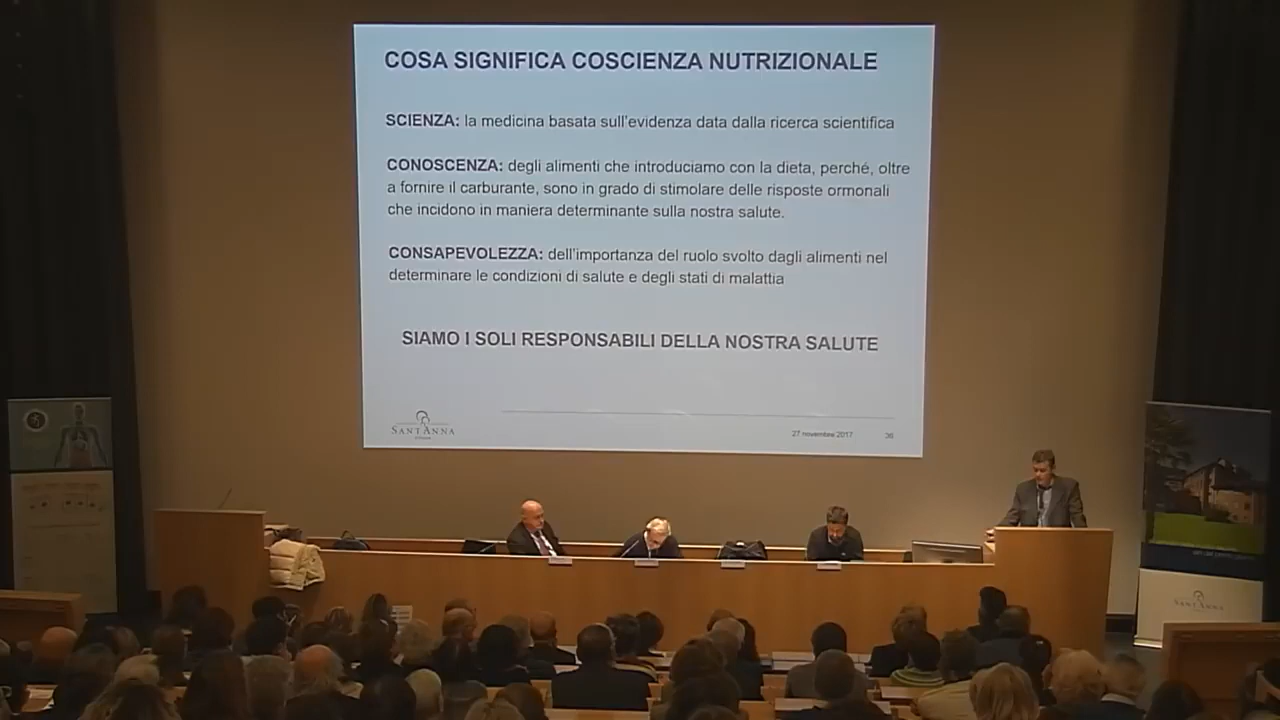 COSA SIGNIFICA COSCIENZA NUTRIZIONALE
SCIENZA: la medicina basata sull'evidenza data dalla ricerca scientifica
CONOSCENZA: degli alimenti che introduciamo con la dieta, perché, oltre
a fornire il carburante, sono in grado di stimolare delle risposte ormonali
che incidono in maniera determinante sulla nostra salute.
CONSAPEVOLEZZA: dell'importanza del ruolo svolto dagli alimenti nel
determinare le condizioni di salute e degli stati di malattia
SIAMO I SOLI RESPONSABILI DELLA NOSTRA SALUTE
SANT'ANNA
27 novembre 2017
36
SANT'ANNA